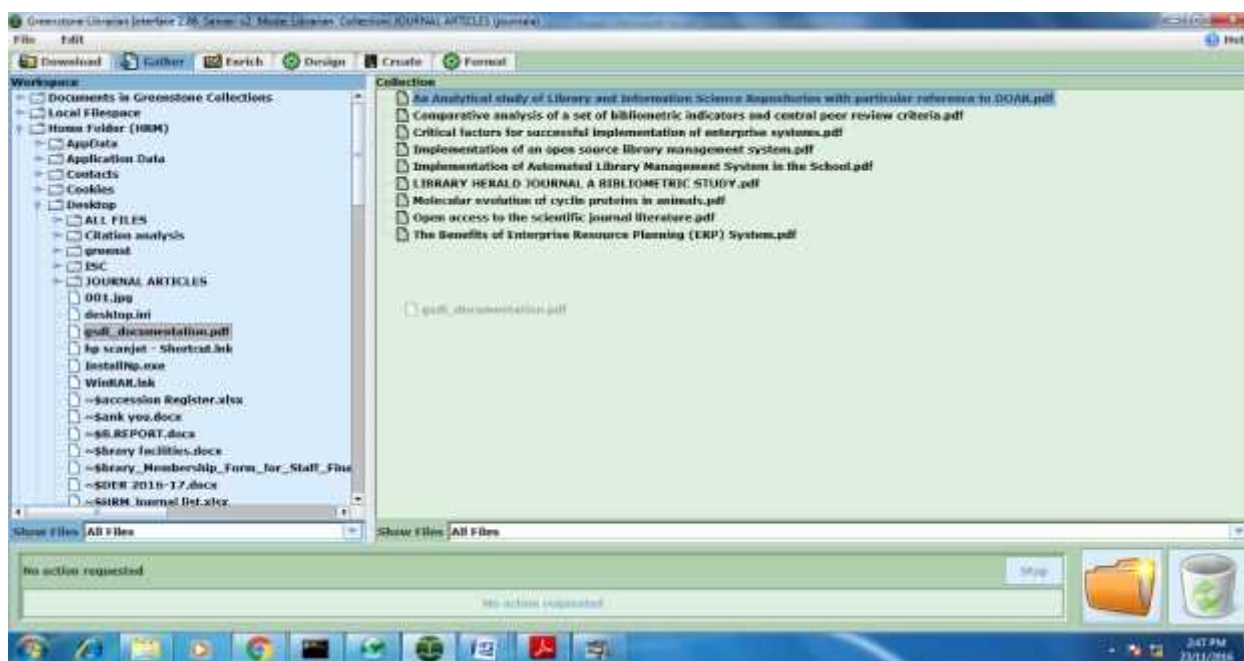 Greenstone Librarian Interface 2.86 Server: s2 Mode: Librarian Collection: JOURNAL ARTICLES (journals)
File Edit
Download Gather Enrich Design Create Format
Workspace
Documents in Greenstone Collections
Local Filespace
Home Folder (HRM)
AppData
Application Data
Contacts
Cookies
Desktop
ALL FILES
Citation analysis
greenst
ISC
JOURNAL ARTICLES
001.jpg
desktop.ini
gsdl_documentation.pdf
hp scanjet - Shortcut.lnk
InstallNp.exe
WinRAR.lnk
~$accession Register.xlsx
~$ank you.docx
~$B.REPORT.docx
~$brary facilities.docx
~$brary_Membership_Form_for_Staff_Fina
~$DER 2016-17.docx
~$HRM Journal list.xlsx
Show Files All Files
Collection
An Analytical study of Library and Information Science Repositories with particular reference to DOAR.pdf
Comparative analysis of a set of bibliometric indicators and central peer review criteria.pdf
Critical factors for successful implementation of enterprise systems.pdf
Implementation of an open source library management system.pdf
Implementation of Automated Library Management System in the School.pdf
LIBRARY HERALD JOURNAL A BIBLIOMETRIC STUDY.pdf
Molecular evolution of cyclin proteins in animals.pdf
Open access to the scientific journal literature.pdf
The Benefits of Enterprise Resource Planning (ERP) System.pdf
gsdl_documentation.pdf
Show Files All Files
No action requested
Stop
No action requested
2:47 PM
23/11/2016